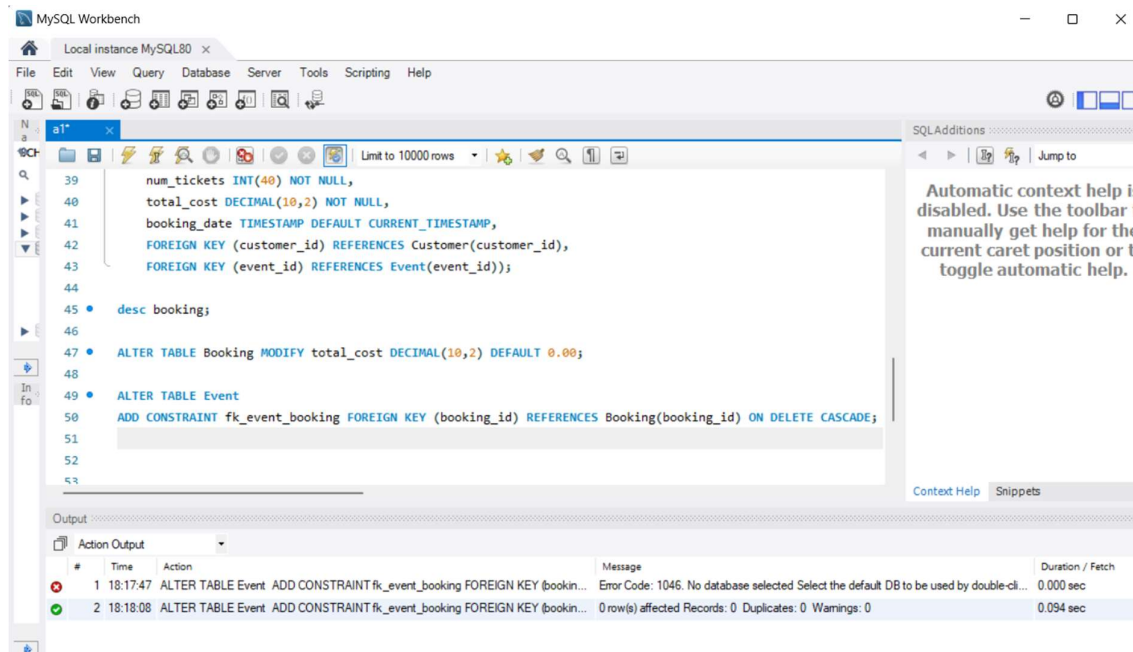 MySQL Workbench
Local instance MySQL80
File Edit View Query Database Server Tools Scripting Help
N
a
SCH
a1*
SQLAdditions
Limit to 10000 rows
Jump to
39 num_tickets INT(40) NOT NULL,
40 total_cost DECIMAL(10,2) NOT NULL,
41 booking_date TIMESTAMP DEFAULT CURRENT_TIMESTAMP,
42 FOREIGN KEY (customer_id) REFERENCES Customer(customer_id),
43 FOREIGN KEY (event_id) REFERENCES Event(event_id));
44
45 desc booking;
46
47 ALTER TABLE Booking MODIFY total_cost DECIMAL(10,2) DEFAULT 0.00;
48
49 ALTER TABLE Event
50 ADD CONSTRAINT fk_event_booking FOREIGN KEY (booking_id) REFERENCES Booking(booking_id) ON DELETE CASCADE;
51
52
53
In
fo
Automatic context help i
disabled. Use the toolbar
manually get help for the
current caret position or t
toggle automatic help.
Context Help Snippets
Output
Action Output
# Time Action Message Duration / Fetch
1 18:17:47 ALTER TABLE Event ADD CONSTRAINT fk_event_booking FOREIGN KEY (bookin... Error Code: 1046. No database selected Select the default DB to be used by double-cli... 0.000 sec
2 18:18:08 ALTER TABLE Event ADD CONSTRAINT fk_event_booking FOREIGN KEY (bookin... 0 row(s) affected Records: 0 Duplicates: 0 Warnings: 0 0.094 sec